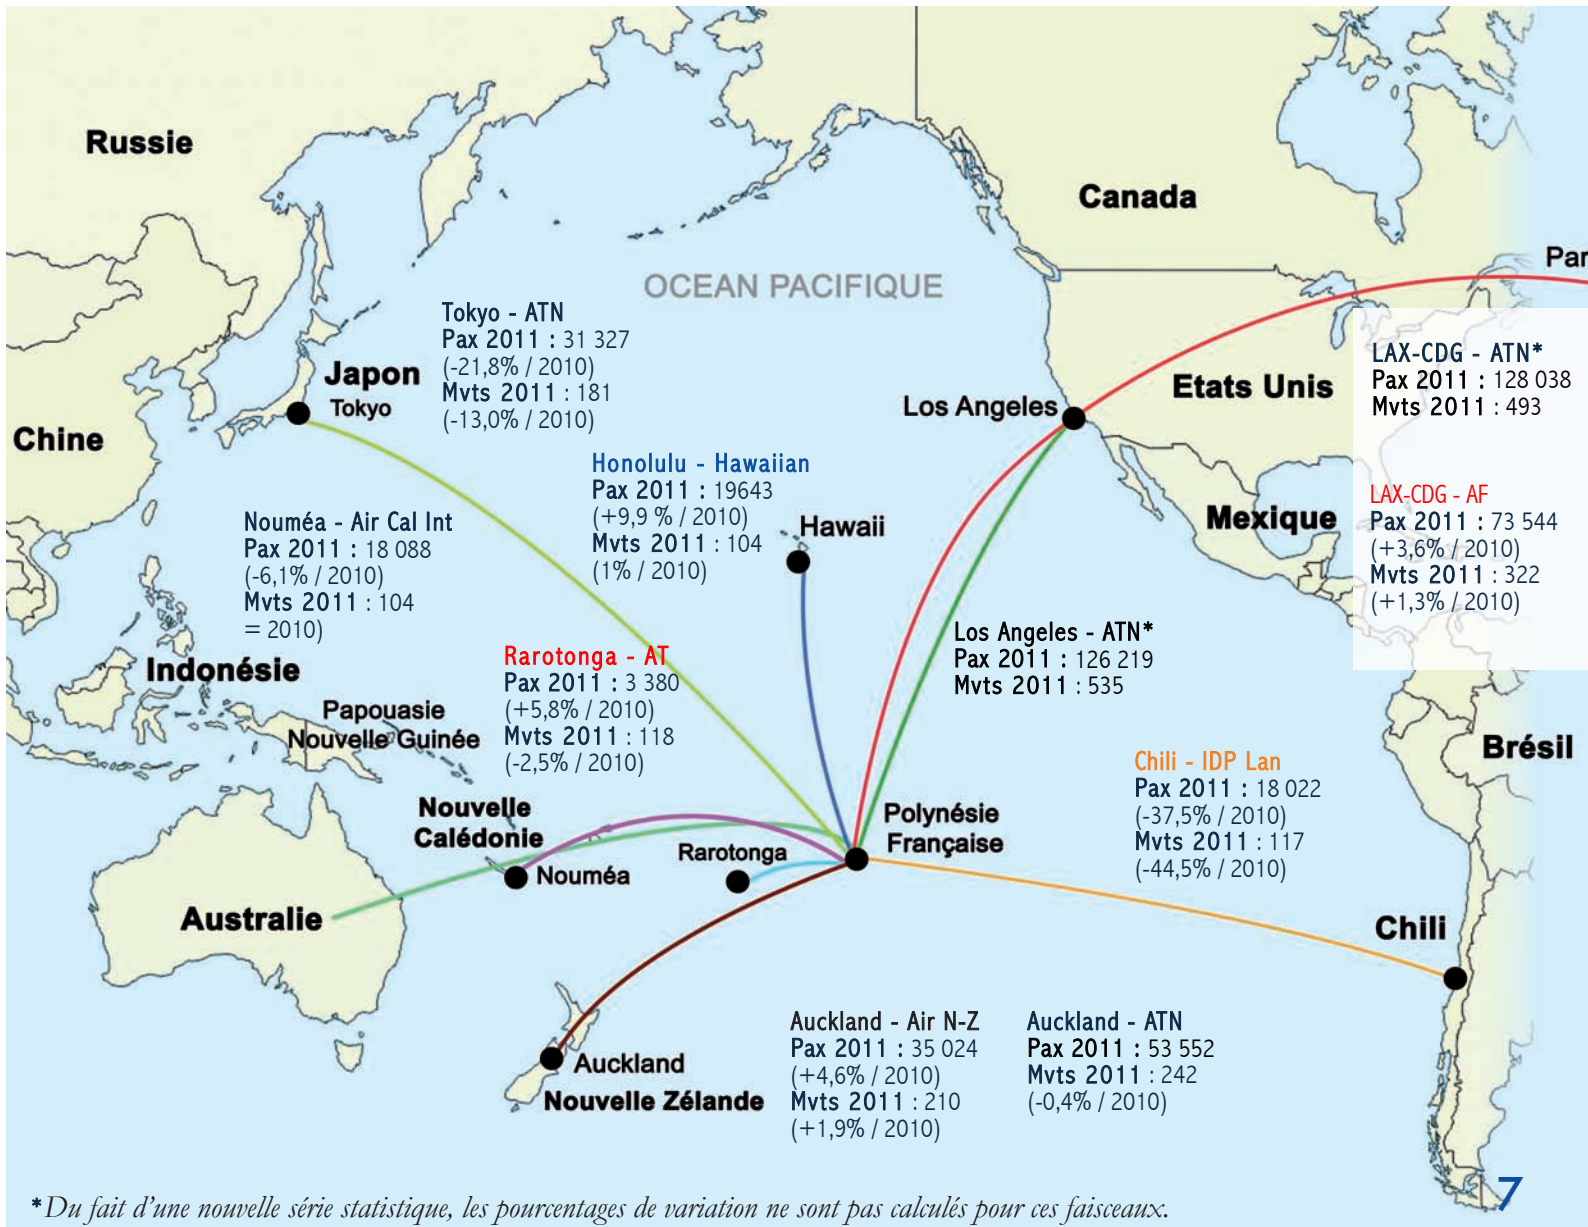 Russie
Canada
Par
OCEAN PACIFIQUE
Tokyo - ATN
Pax 2011 : 31 327
(-21,8% / 2010)
Mvts 2011 : 181
(-13,0% / 2010)
Japon
Tokyo
Chine
Los Angeles
Etats Unis
LAX-CDG - ATN*
Pax 2011 : 128 038
Mvts 2011 : 493
Honolulu - Hawaiian
Pax 2011 : 19643
(+9,9 % / 2010)
Mvts 2011 : 104
(1% / 2010)
Hawaii
Mexique
LAX-CDG - AF
Pax 2011 : 73 544
(+3,6% / 2010)
Mvts 2011 : 322
(+1,3% / 2010)
Nouméa - Air Cal Int
Pax 2011 : 18 088
(-6,1% / 2010)
Mvts 2011 : 104
= 2010)
Los Angeles - ATN*
Pax 2011 : 126 219
Mvts 2011 : 535
Indonésie
Rarotonga - AT
Pax 2011 : 3 380
(+5,8% / 2010)
Mvts 2011 : 118
(-2,5% / 2010)
Papouasie
Nouvelle Guinée
Brésil
Chili - IDP Lan
Pax 2011 : 18 022
(-37,5% / 2010)
Mvts 2011 : 117
(-44,5% / 2010)
Nouvelle
Calédonie
Nouméa
Rarotonga
Polynésie
Française
Australie
Chili
Auckland
Nouvelle Zélande
Auckland - Air N-Z
Pax 2011 : 35 024
(+4,6% / 2010)
Mvts 2011 : 210
(+1,9% / 2010)
Auckland - ATN
Pax 2011 : 53 552
Mvts 2011 : 242
(-0,4% / 2010)
*Du fait d'une nouvelle série statistique, les pourcentages de variation ne sont pas calculés pour ces faisceaux.
7